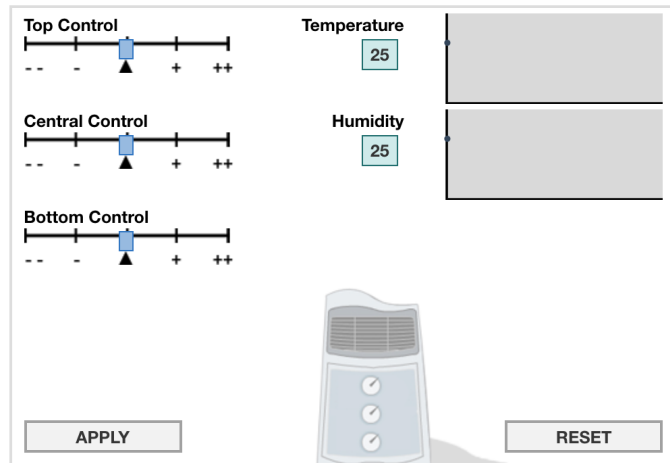 Top Control
-- - ▲ + ++
Central Control
-- - ▲ + ++
Bottom Control
-- - ▲ + ++
Temperature
25
Humidity
25
APPLY
RESET